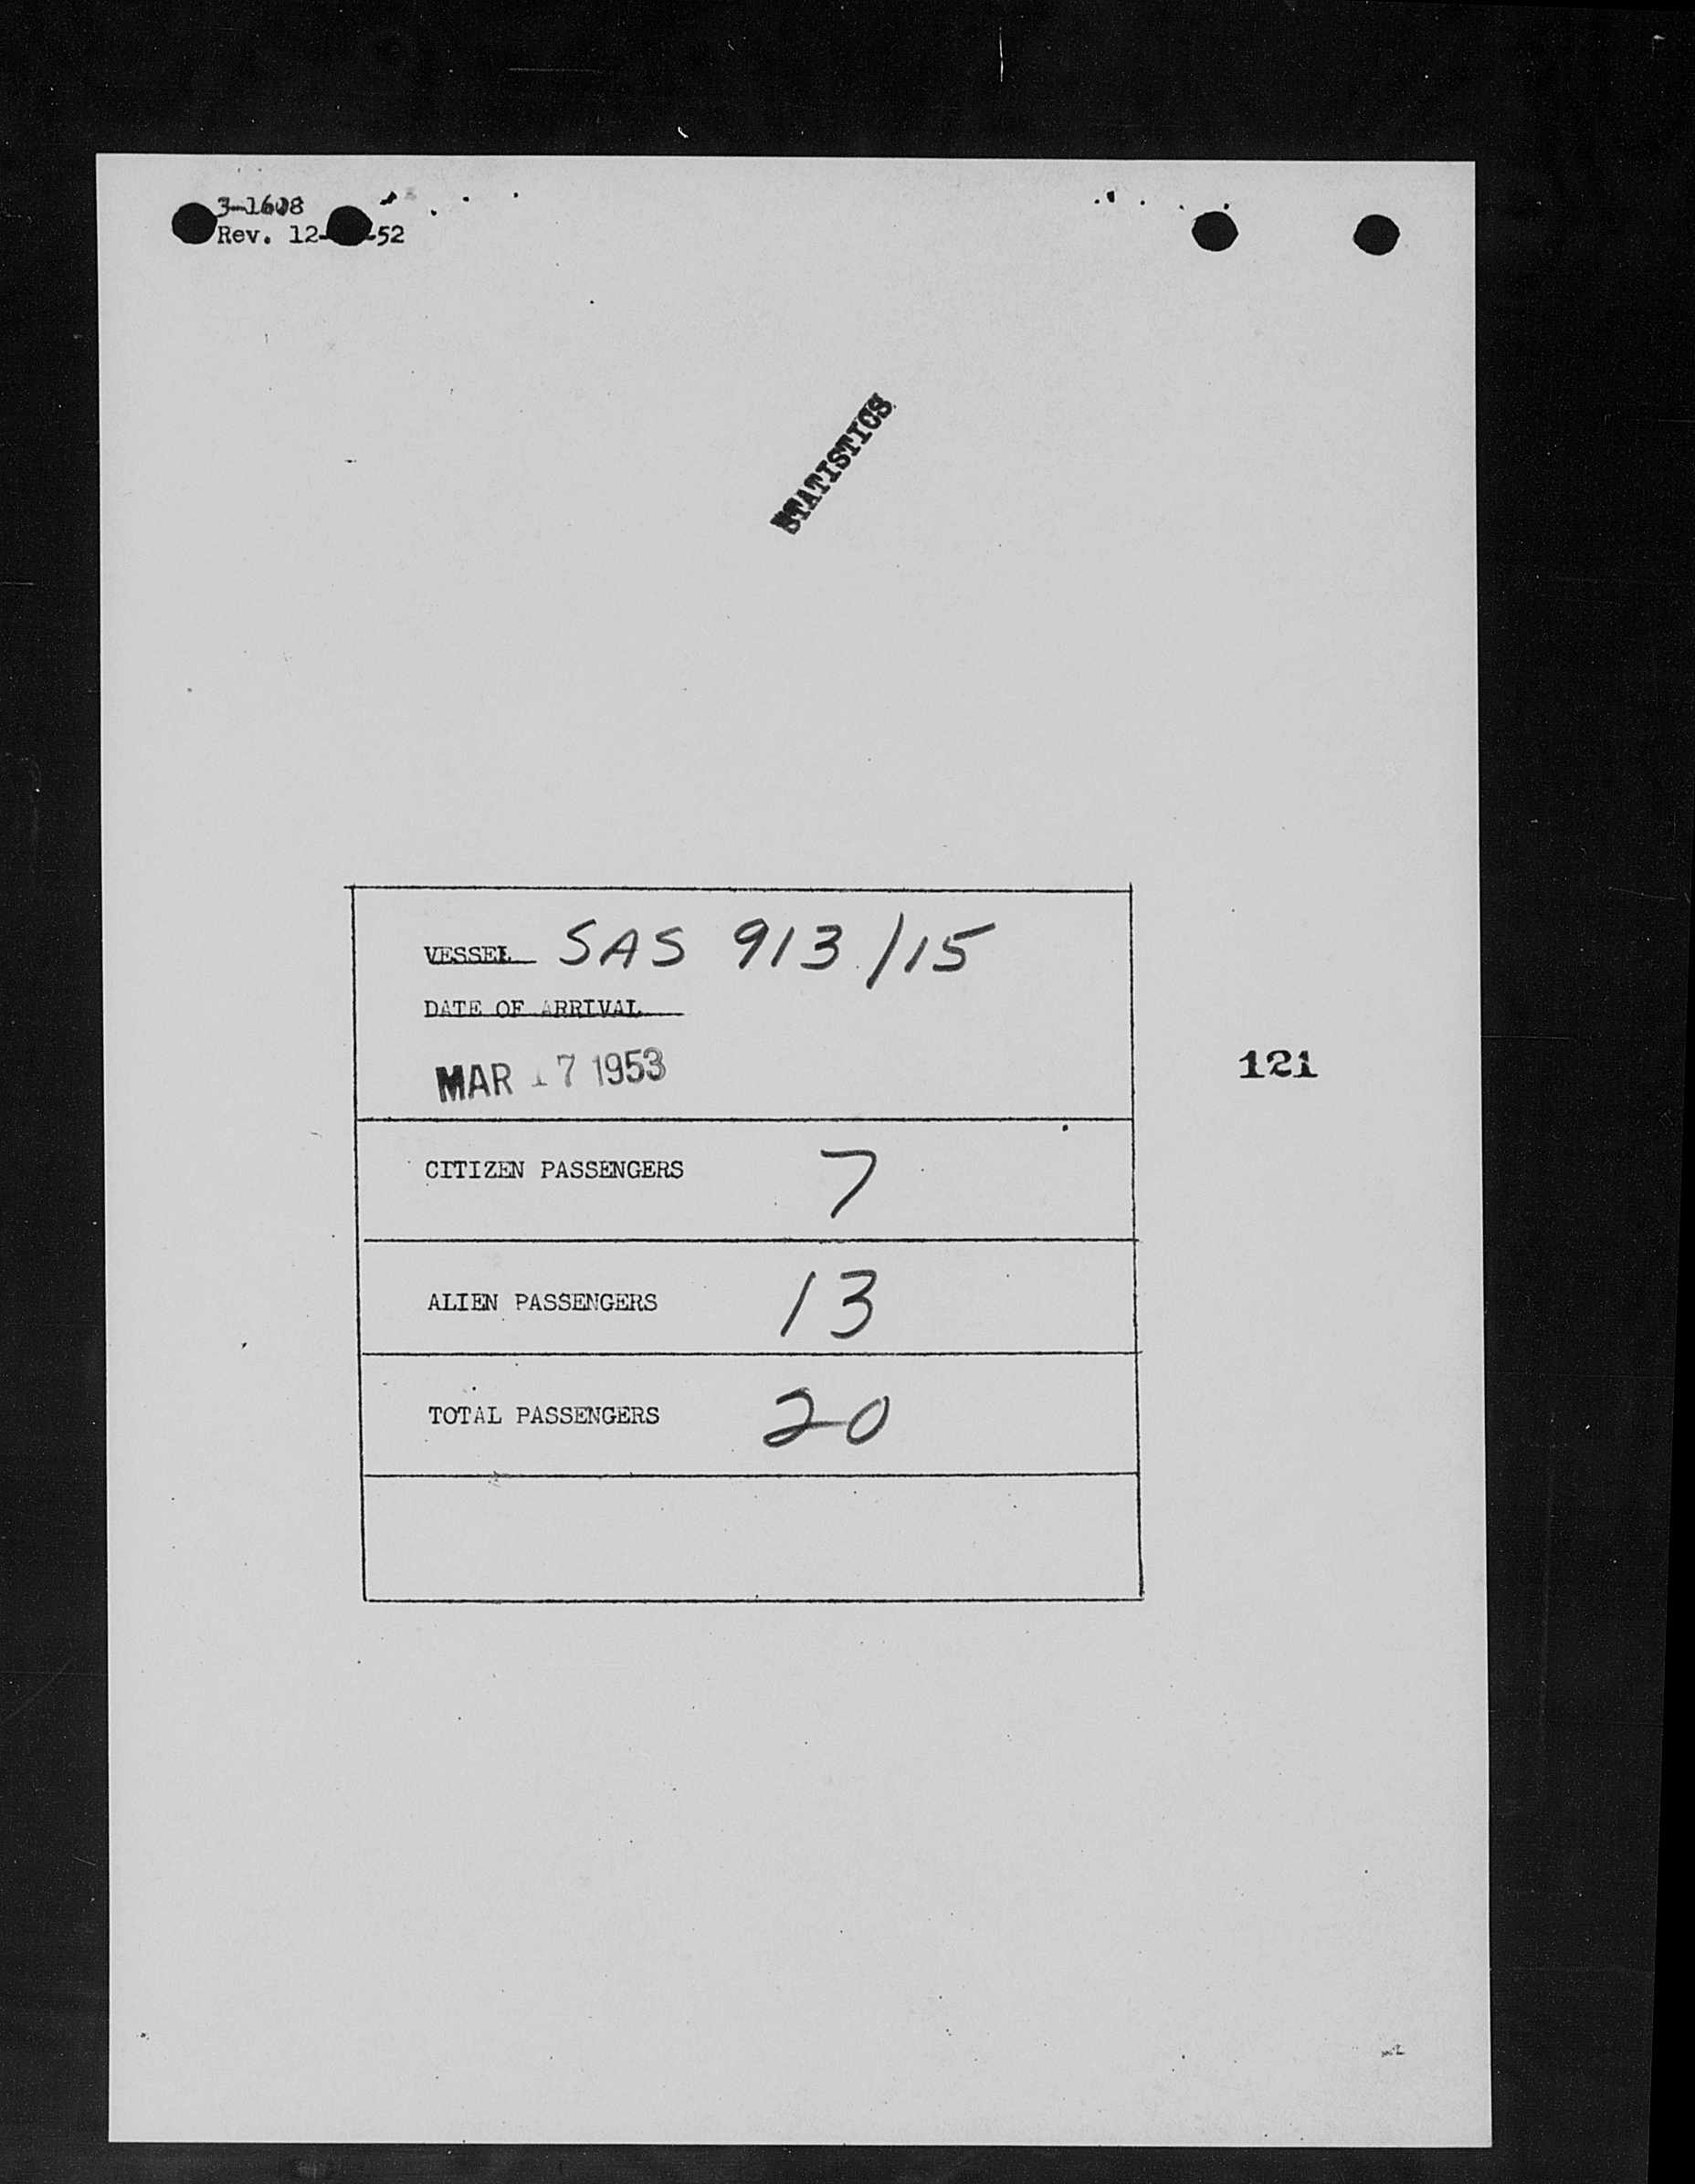 3-1608
Rev. 12- -52
STATISTICS
VESSEL SAS 913/15
DATE OF ARRIVAL
MAR 17 1953
121
CITIZEN PASSENGERS 7
ALIEN PASSENGERS 13
TOTAL PASSENGERS 20